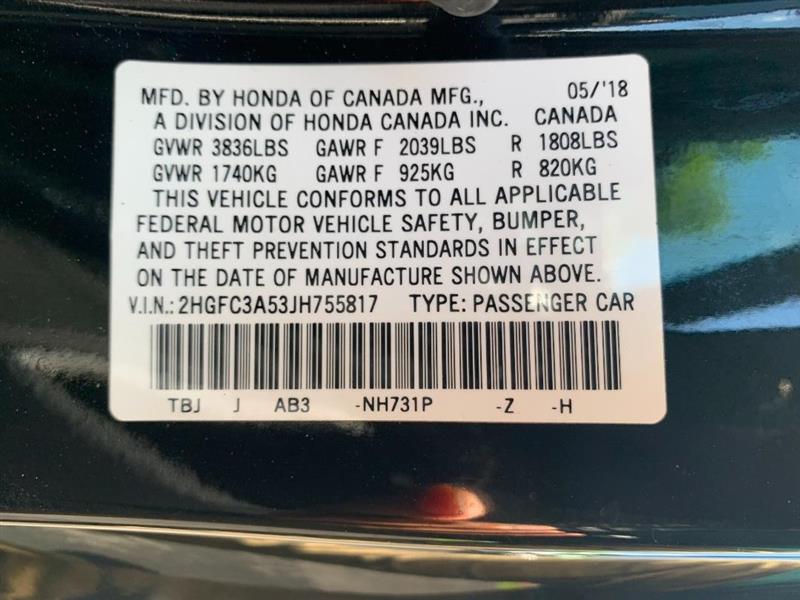 MFD. BY HONDA OF CANADA MFG., 05/'18
A DIVISION OF HONDA CANADA INC. CANADA
GVWR 3836LBS GAWR F 2039LBS R 1808LBS
GVWR 1740KG GAWR F 925KG R 820KG
THIS VEHICLE CONFORMS TO ALL APPLICABLE
FEDERAL MOTOR VEHICLE SAFETY, BUMPER,
AND THEFT PREVENTION STANDARDS IN EFFECT
ON THE DATE OF MANUFACTURE SHOWN ABOVE.
V.I.N.: 2HGFC3A53JH755817 TYPE: PASSENGER CAR
TBJ J AB3 -NH731P -Z -H